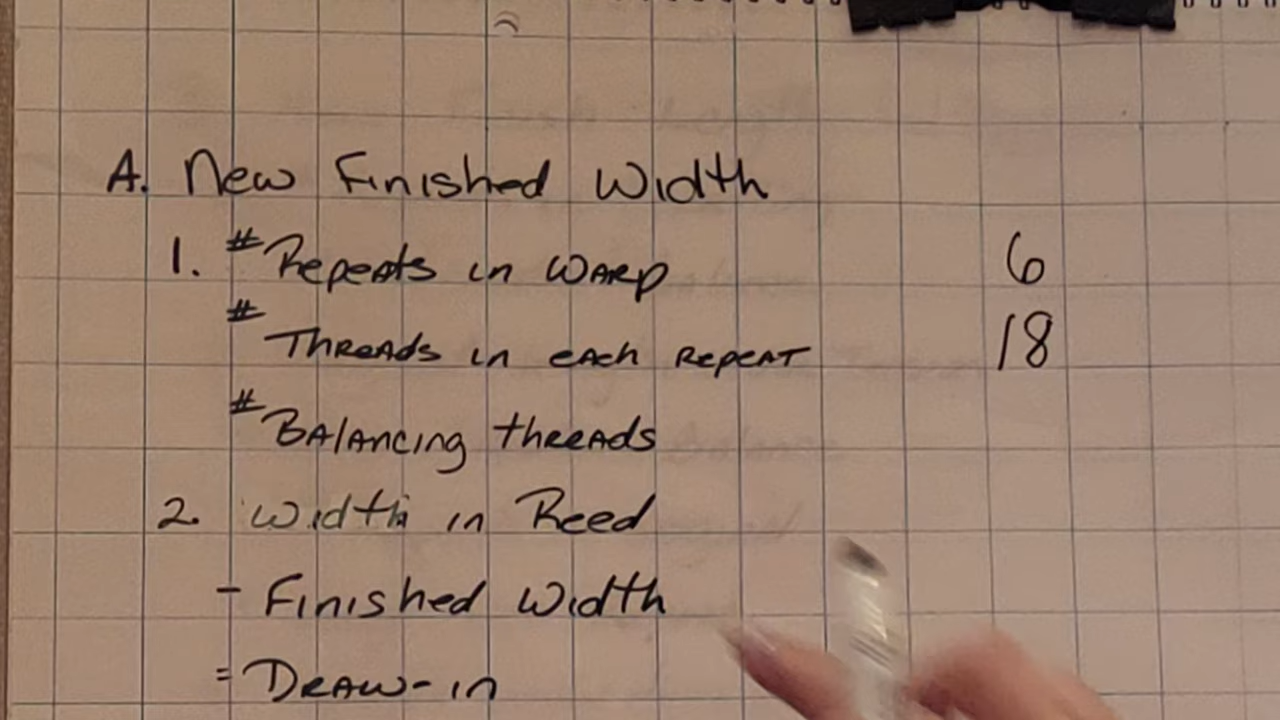 A. New Finished Width
1. # Repeats in Warp 6
# Threads in each repeat 18
# Balancing threads
2. Width in Reed
- Finished Width
= Draw-in